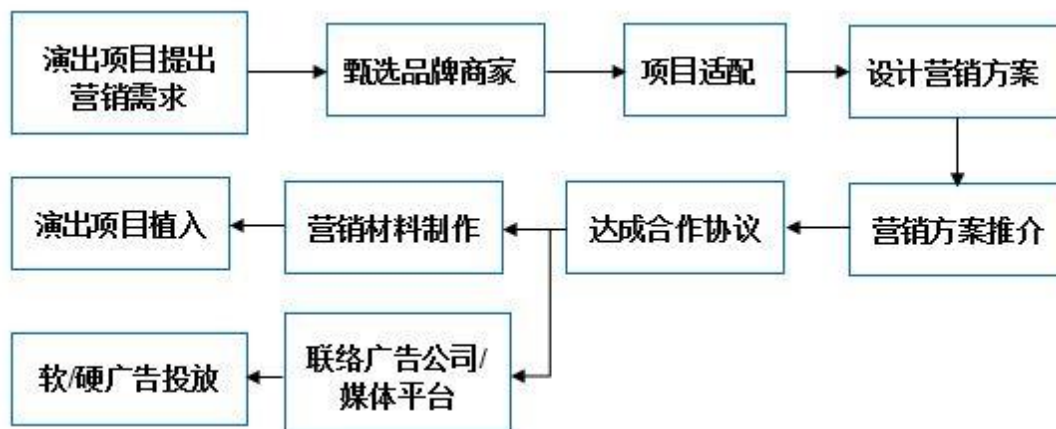 演出项目提出
营销需求
甄选品牌商家
项目适配
设计营销方案
营销方案推介
达成合作协议
营销材料制作
演出项目植入
联络广告公司/
媒体平台
软/硬广告投放